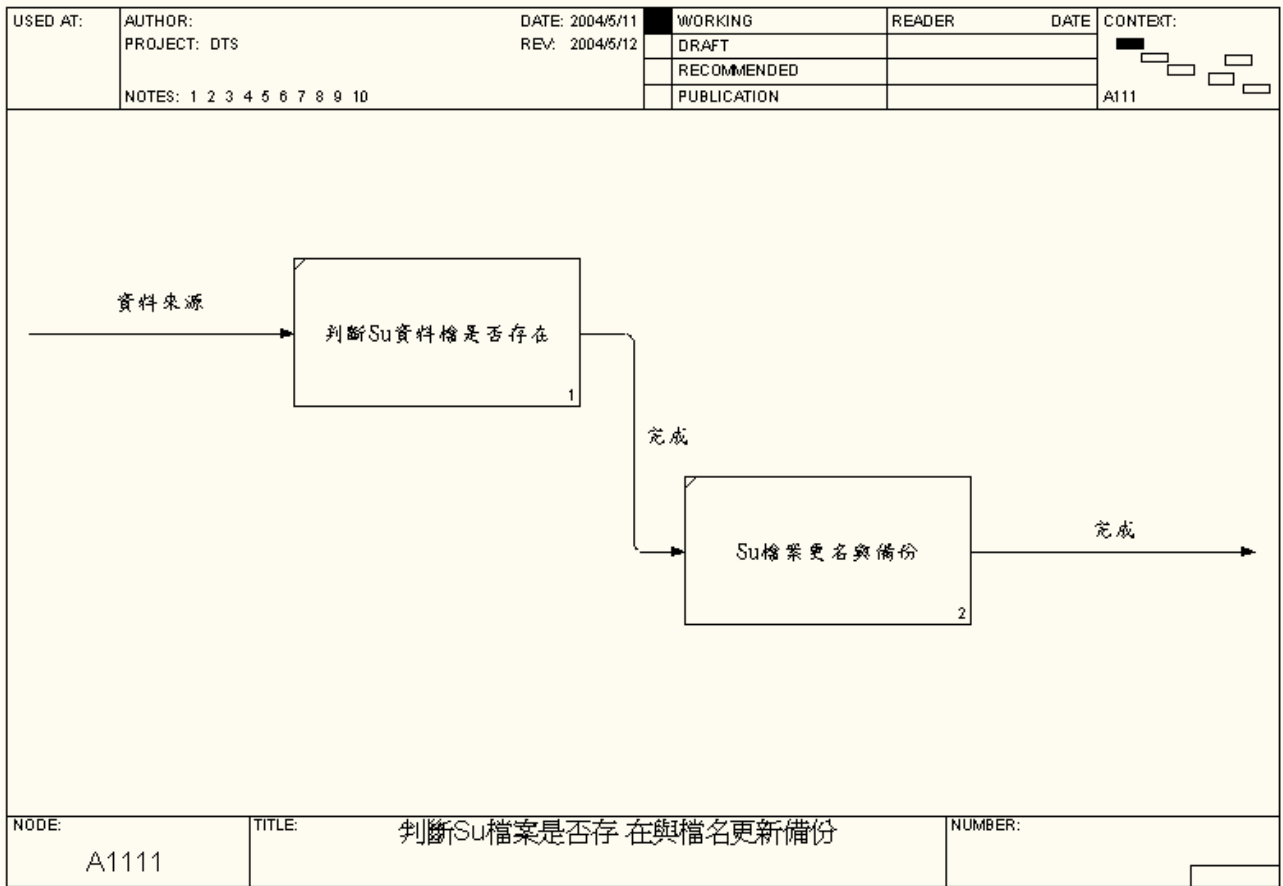 USED AT:
AUTHOR:
DATE: 2004/5/11
WORKING
READER
DATE
CONTEXT:
PROJECT: DTS
REV: 2004/5/12
DRAFT
RECOMMENDED
NOTES: 1 2 3 4 5 6 7 8 9 10
PUBLICATION
A111
資料來源
判斷Su資料檔是否存在
1
完成
Su檔案更名與備份
2
完成
NODE:
TITLE:
判斷Su檔案是否存 在與檔名更新備份
NUMBER:
A1111